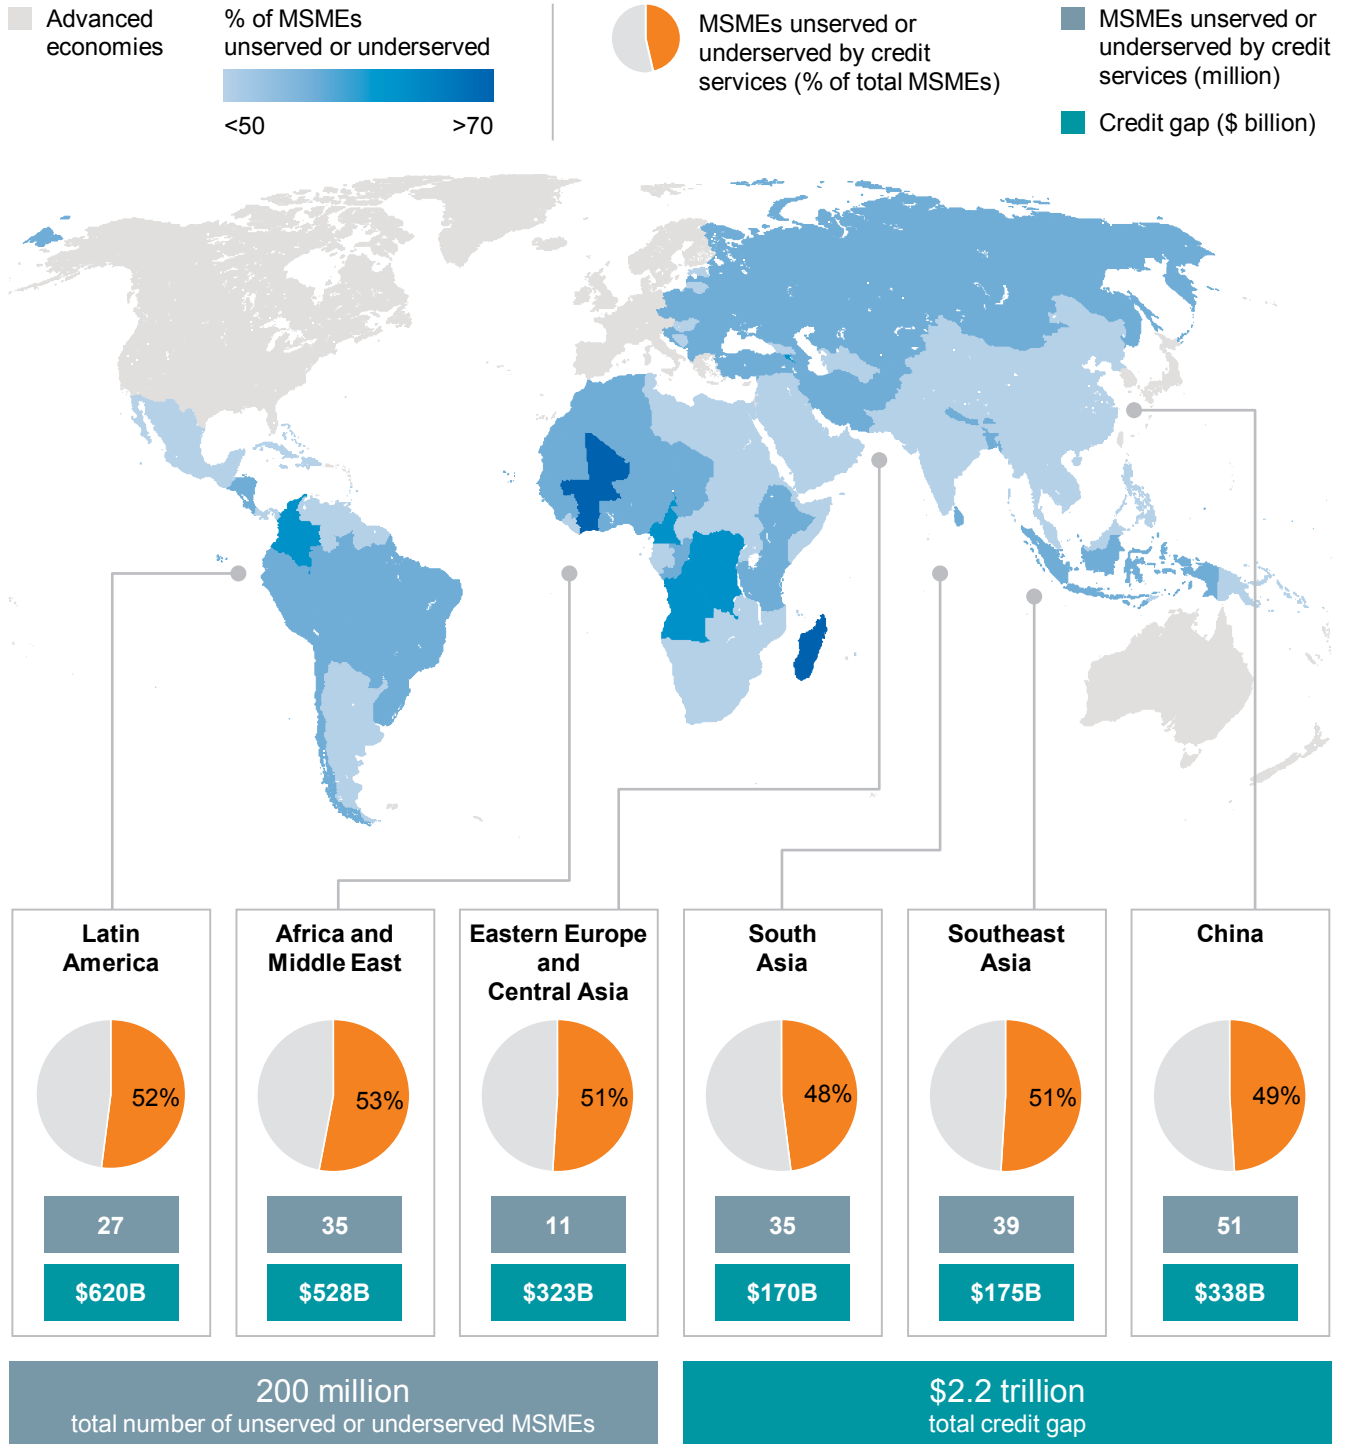 Advanced
economies
% of MSMEs
unserved or underserved
<50
>70
MSMEs unserved or
underserved by credit
services (% of total MSMEs)
MSMEs unserved or
underserved by credit
services (million)
Credit gap ($ billion)
Latin
America
52%
27
$620B
Africa and
Middle East
53%
35
$528B
Eastern Europe
and
Central Asia
51%
11
$323B
South
Asia
48%
35
$170B
Southeast
Asia
51%
39
$175B
China
49%
51
$338B
200 million
total number of unserved or underserved MSMEs
$2.2 trillion
total credit gap